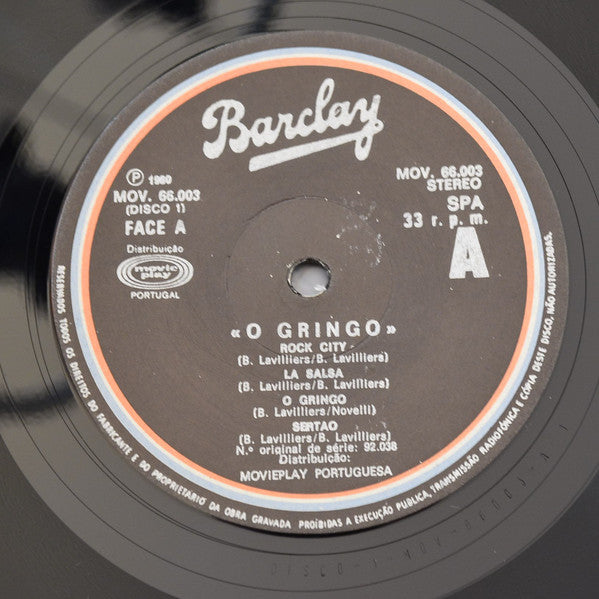 Barclay
Ⓟ 1980
MOV. 66.003
(DISCO 1)
FACE A
Distribuição
movie
play
PORTUGAL
MOV. 66.003
STEREO
SPA
33 r. p. m.
A
«O GRINGO»
ROCK CITY
(B. Lavilliers/B. Lavilliers)
LA SALSA
(B. Lavilliers/B. Lavilliers)
O GRINGO
(B. Lavilliers/Novelli)
SERTAO
(B. Lavilliers/B. Lavilliers)
N.º original de série: 92.038
Distribuição:
MOVIEPLAY PORTUGUESA
RESERVADOS TODOS OS DIREITOS DO FABRICANTE E DO PROPRIETARIO DA OBRA GRAVADA PROÍBIDAS A EXECUÇÃO PUBLICA, TRANSMISSÃO RADIOFÓNICA E CÓPIA DESTE DISCO, NÃO AUTORIZADAS.